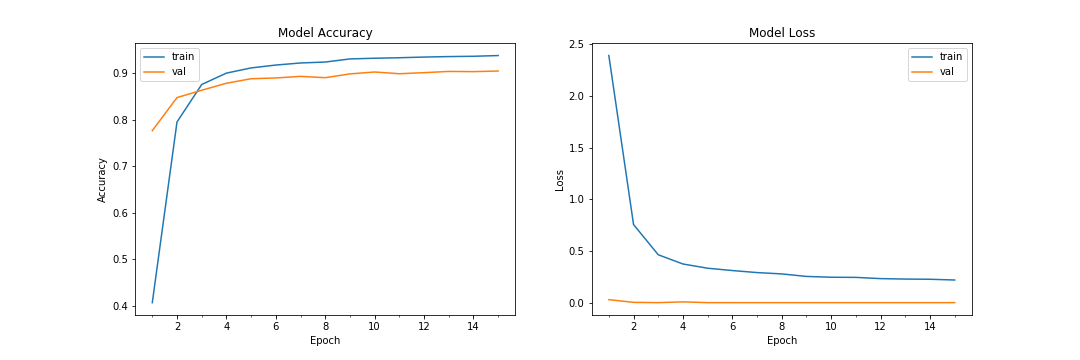 Model Accuracy
train
val
0.9
0.8
0.7
0.6
0.5
0.4
Accuracy
2 4 6 8 10 12 14
Epoch
Model Loss
train
val
2.5
2.0
1.5
1.0
0.5
0.0
Loss
2 4 6 8 10 12 14
Epoch